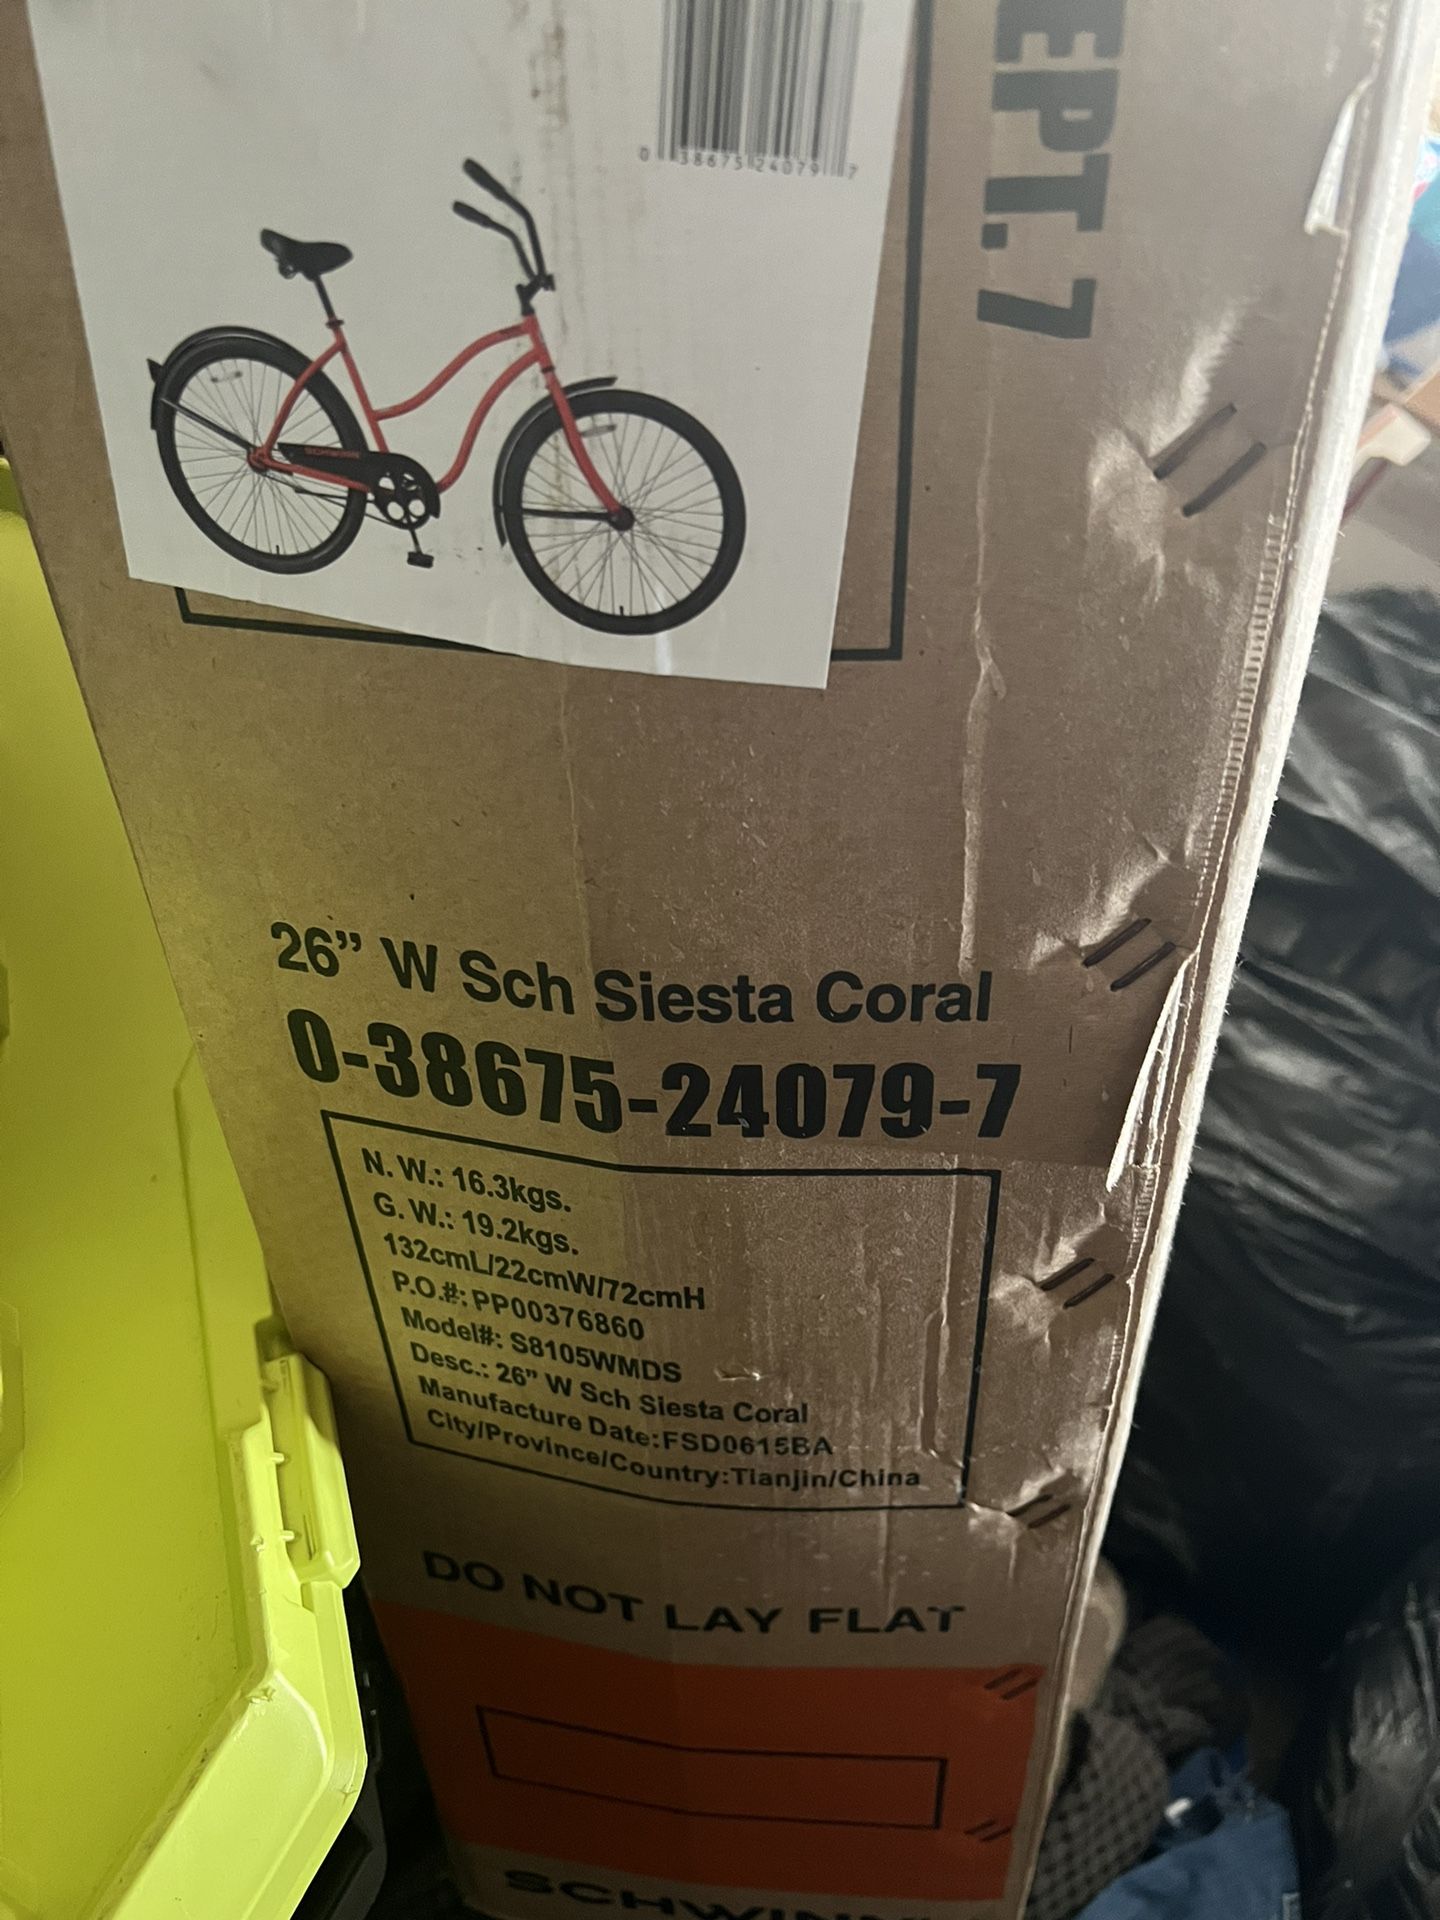 EPT. 7
0 38675 24079 7
SCHWINN
26” W Sch Siesta Coral
0-38675-24079-7
N. W.: 16.3kgs.
G. W.: 19.2kgs.
132cmL/22cmW/72cmH
P.O.#: PP00376860
Model#: S8105WMDS
Desc.: 26” W Sch Siesta Coral
Manufacture Date:FSD0615BA
City/Province/Country:Tianjin/China
DO NOT LAY FLAT
SCHWINN